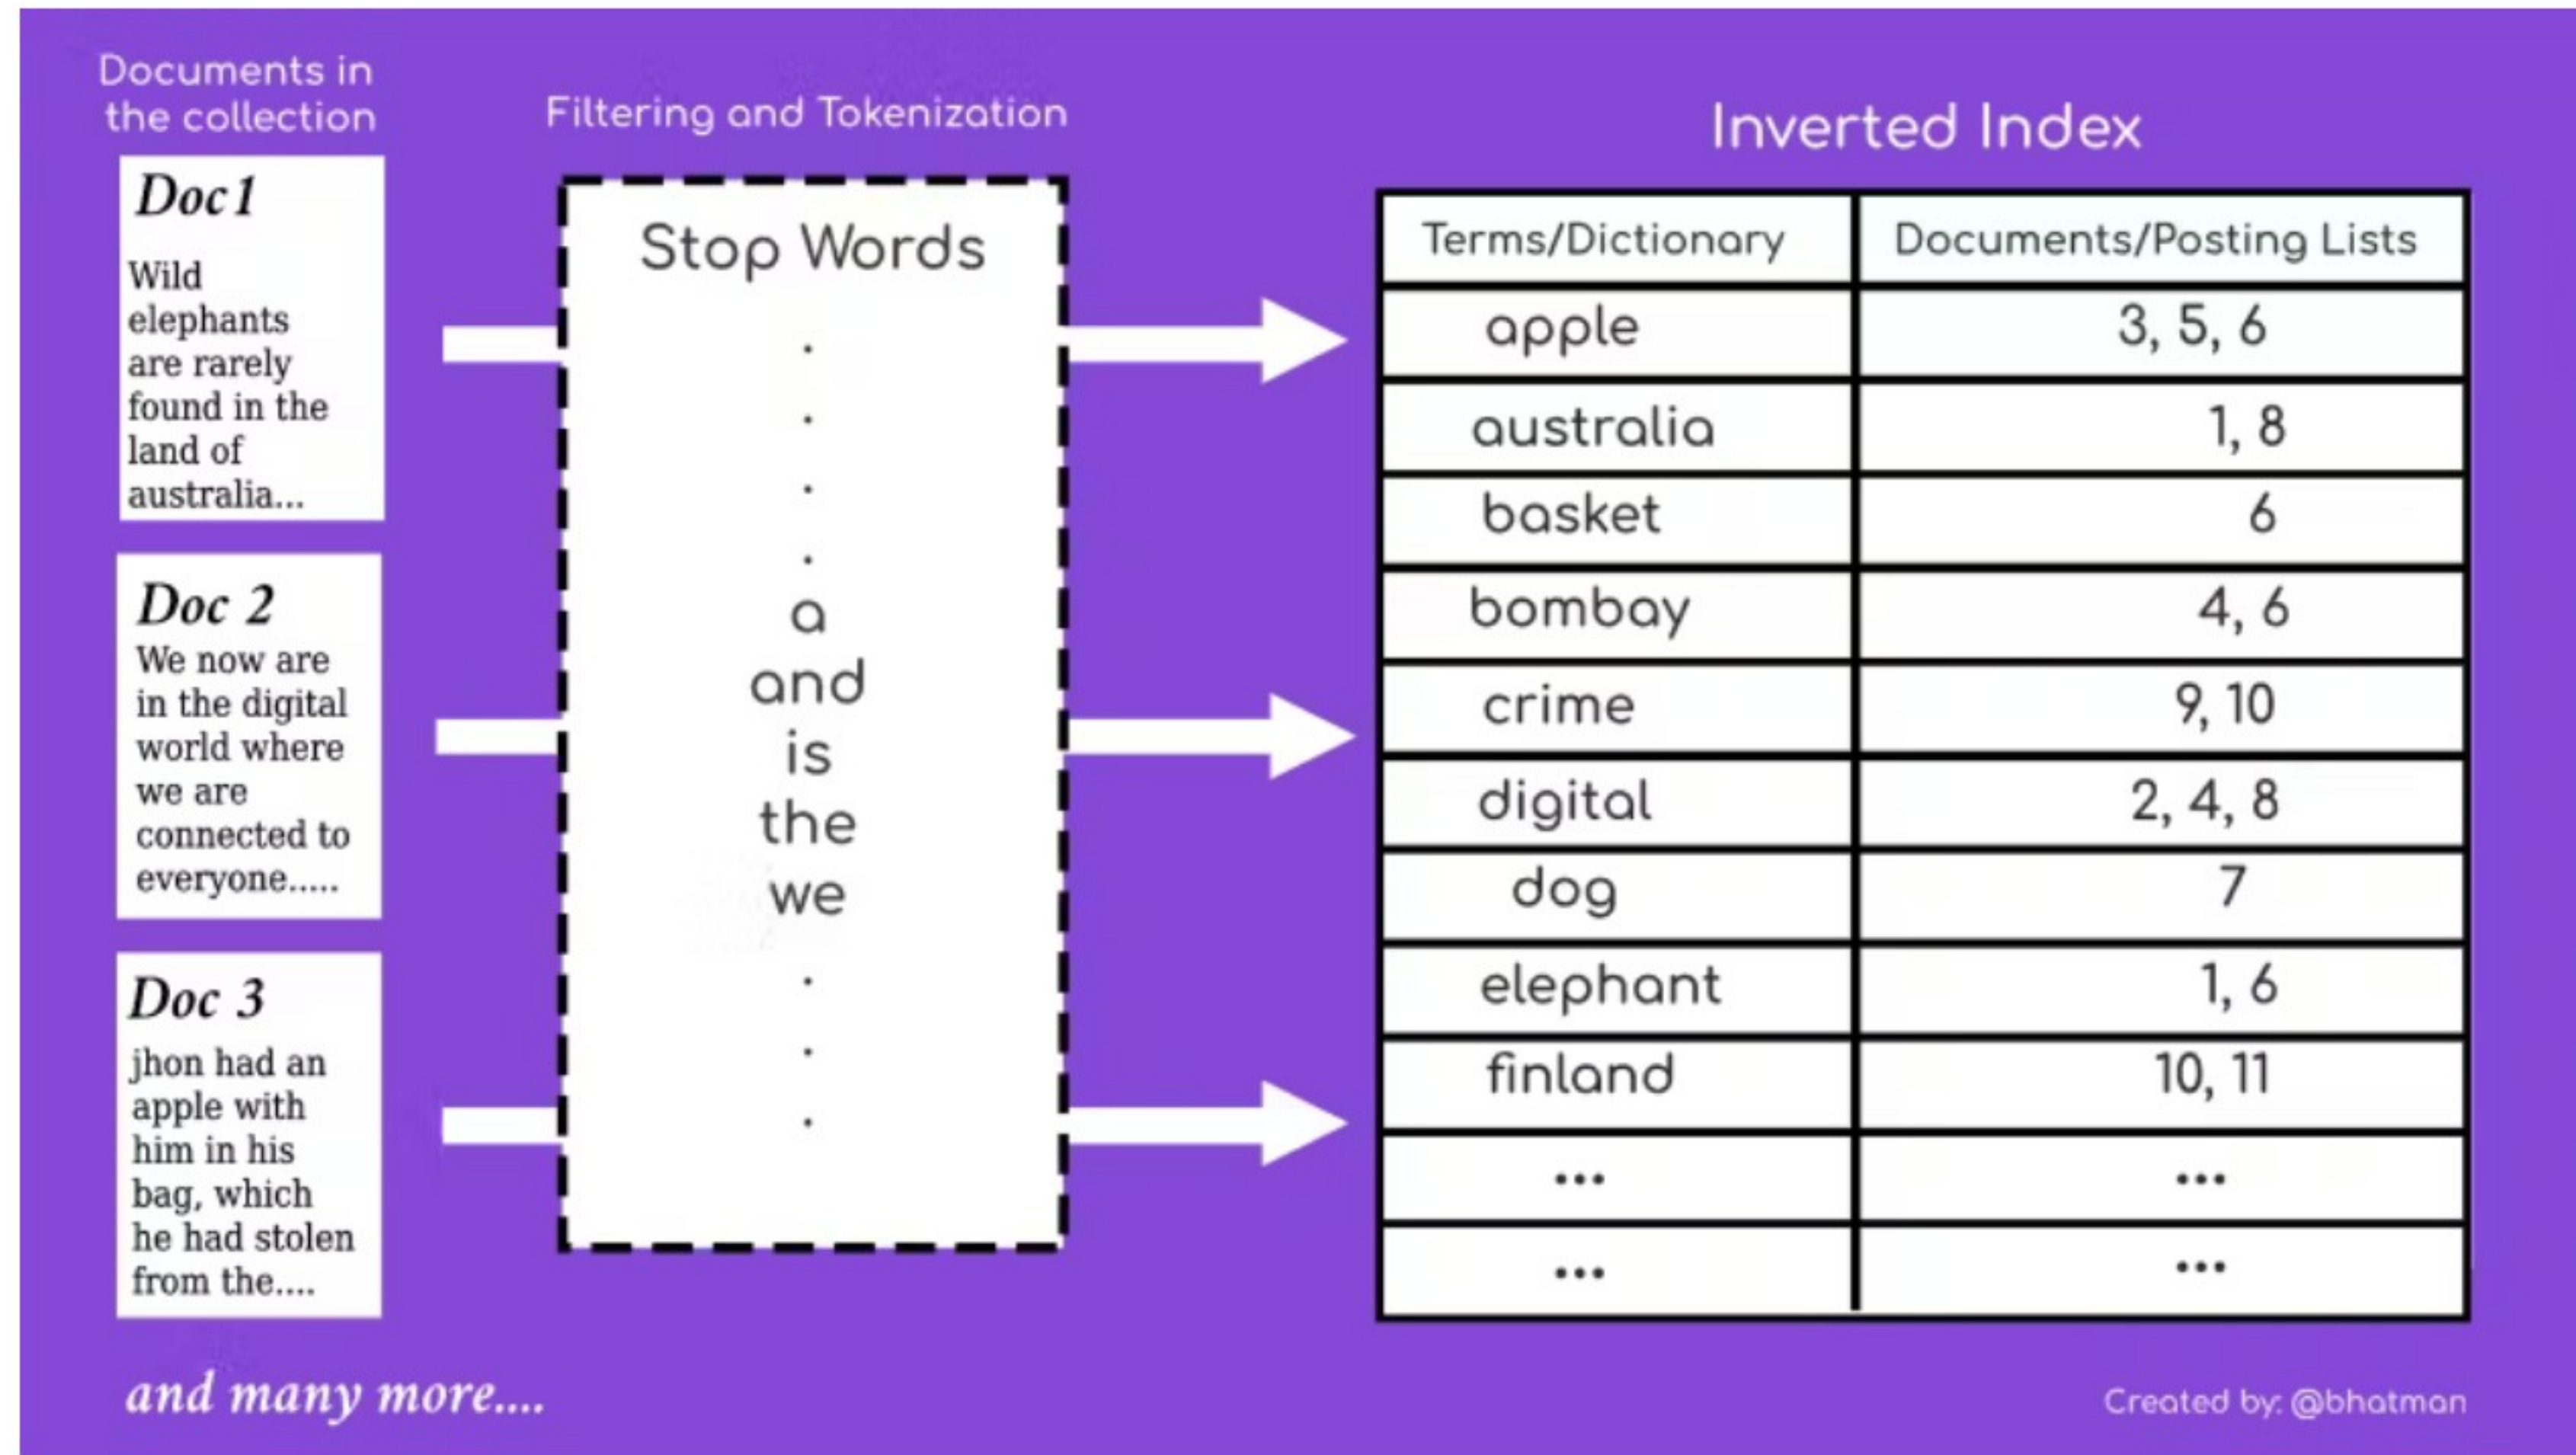 Documents in
the collection
Doc 1
Wild
elephants
are rarely
found in the
land of
australia...
Doc 2
We now are
in the digital
world where
we are
connected to
everyone.....
Doc 3
jhon had an
apple with
him in his
bag, which
he had stolen
from the....
and many more....
Filtering and Tokenization
Stop Words
.
.
.
.
a
and
is
the
we
.
.
.
Inverted Index
Terms/Dictionary Documents/Posting Lists
apple 3, 5, 6
australia 1, 8
basket 6
bombay 4, 6
crime 9, 10
digital 2, 4, 8
dog 7
elephant 1, 6
finland 10, 11
... ...
... ...
Created by: @bhatman